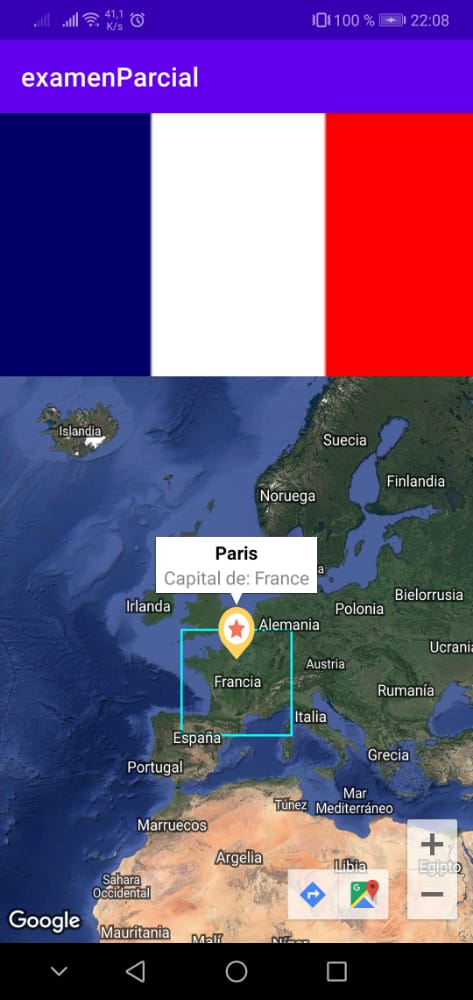 41,1
K/s
100 %
22:08
examenParcial
Islandia
Suecia
Finlandia
Noruega
Paris
Capital de: France
a
Irlanda
Bielorrusia
Polonia
Alemania
Ucrania
Austria
Francia
Rumanía
Italia
España
Grecia
Portugal
Mar
Mediterráneo
Túnez
Marruecos
Argelia
Libia
Egipto
Sahara
Occidental
Google
Mauritania
Malí
Níger